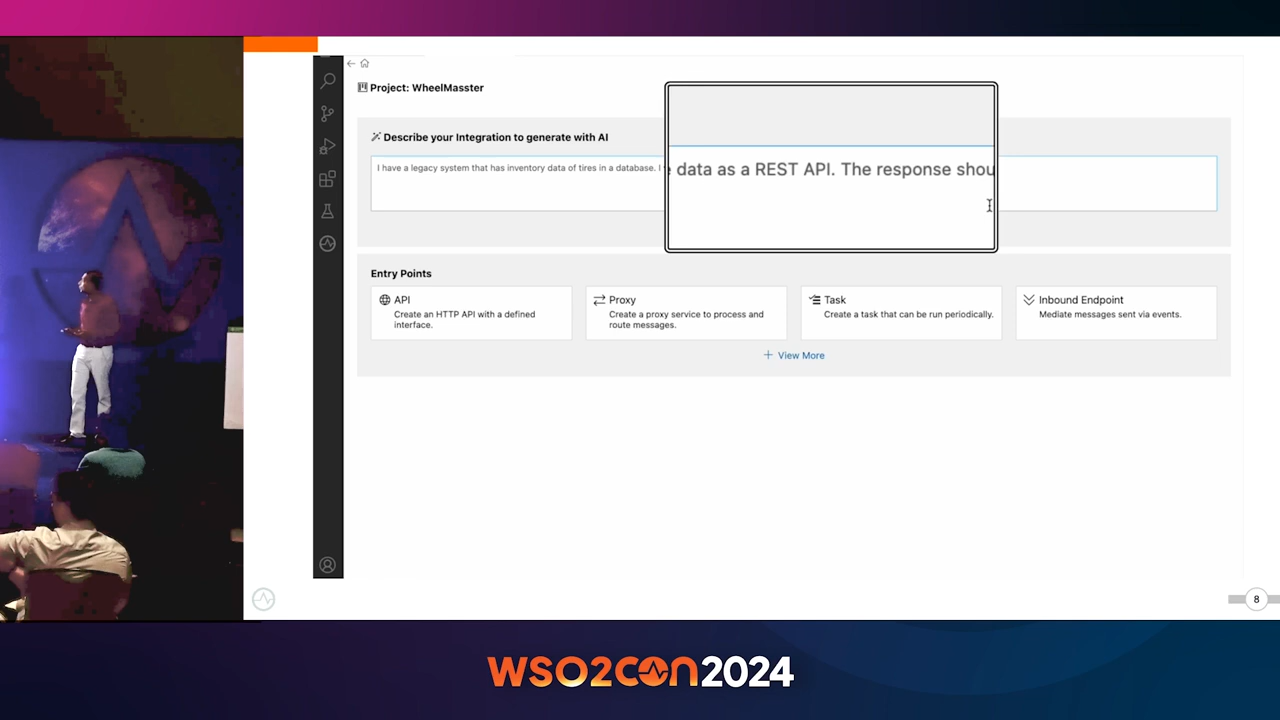 Project: WheelMasster
Describe your Integration to generate with AI
I have a legacy system that has inventory data of tires in a database. I
data as a REST API. The response shou
Entry Points
API
Create an HTTP API with a defined
interface.
Proxy
Create a proxy service to process and
route messages.
Task
Create a task that can be run periodically.
Inbound Endpoint
Mediate messages sent via events.
+ View More
8
WSO2CON2024